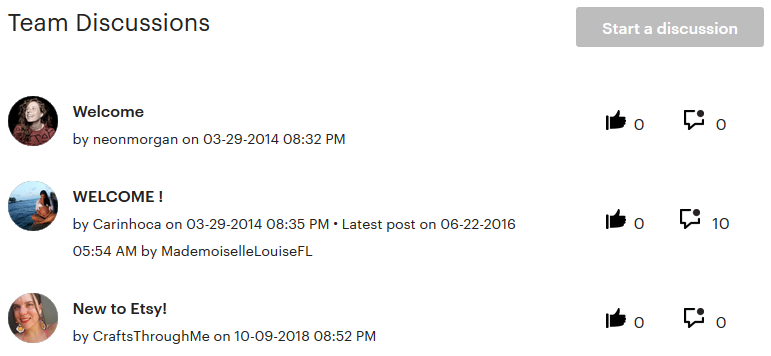 Team Discussions
Start a discussion
Welcome
by neonmorgan on 03-29-2014 08:32 PM
0
0
WELCOME !
by Carinhoca on 03-29-2014 08:35 PM • Latest post on 06-22-2016
05:54 AM by MademoiselleLouiseFL
0
10
New to Etsy!
by CraftsThroughMe on 10-09-2018 08:52 PM
0
0